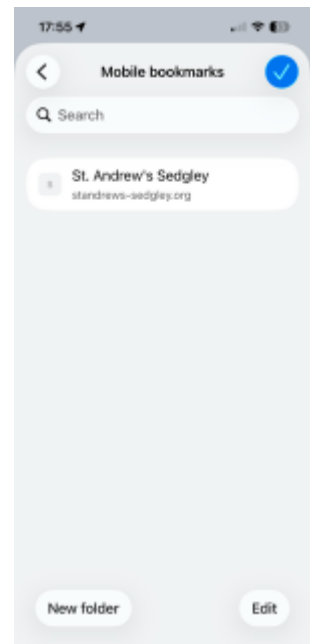 17:55
Mobile bookmarks
Search
St. Andrew's Sedgley
standrews-sedgley.org
New folder
Edit